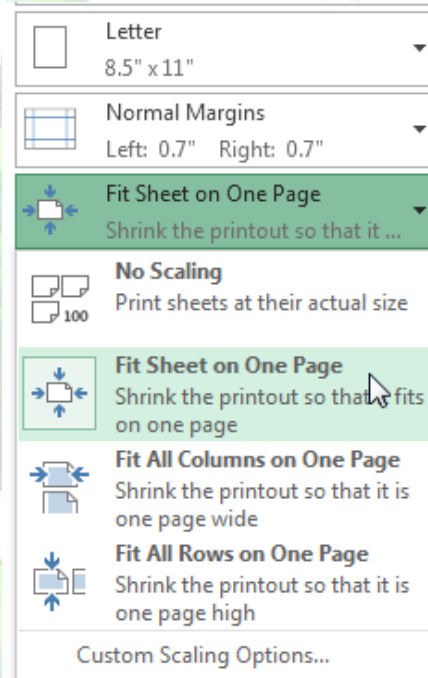 Letter
8.5" x 11"
Normal Margins
Left: 0.7" Right: 0.7"
Fit Sheet on One Page
Shrink the printout so that it ...
No Scaling
Print sheets at their actual size
100
Fit Sheet on One Page
Shrink the printout so that it fits
on one page
Fit All Columns on One Page
Shrink the printout so that it is
one page wide
Fit All Rows on One Page
Shrink the printout so that it is
one page high
Custom Scaling Options...